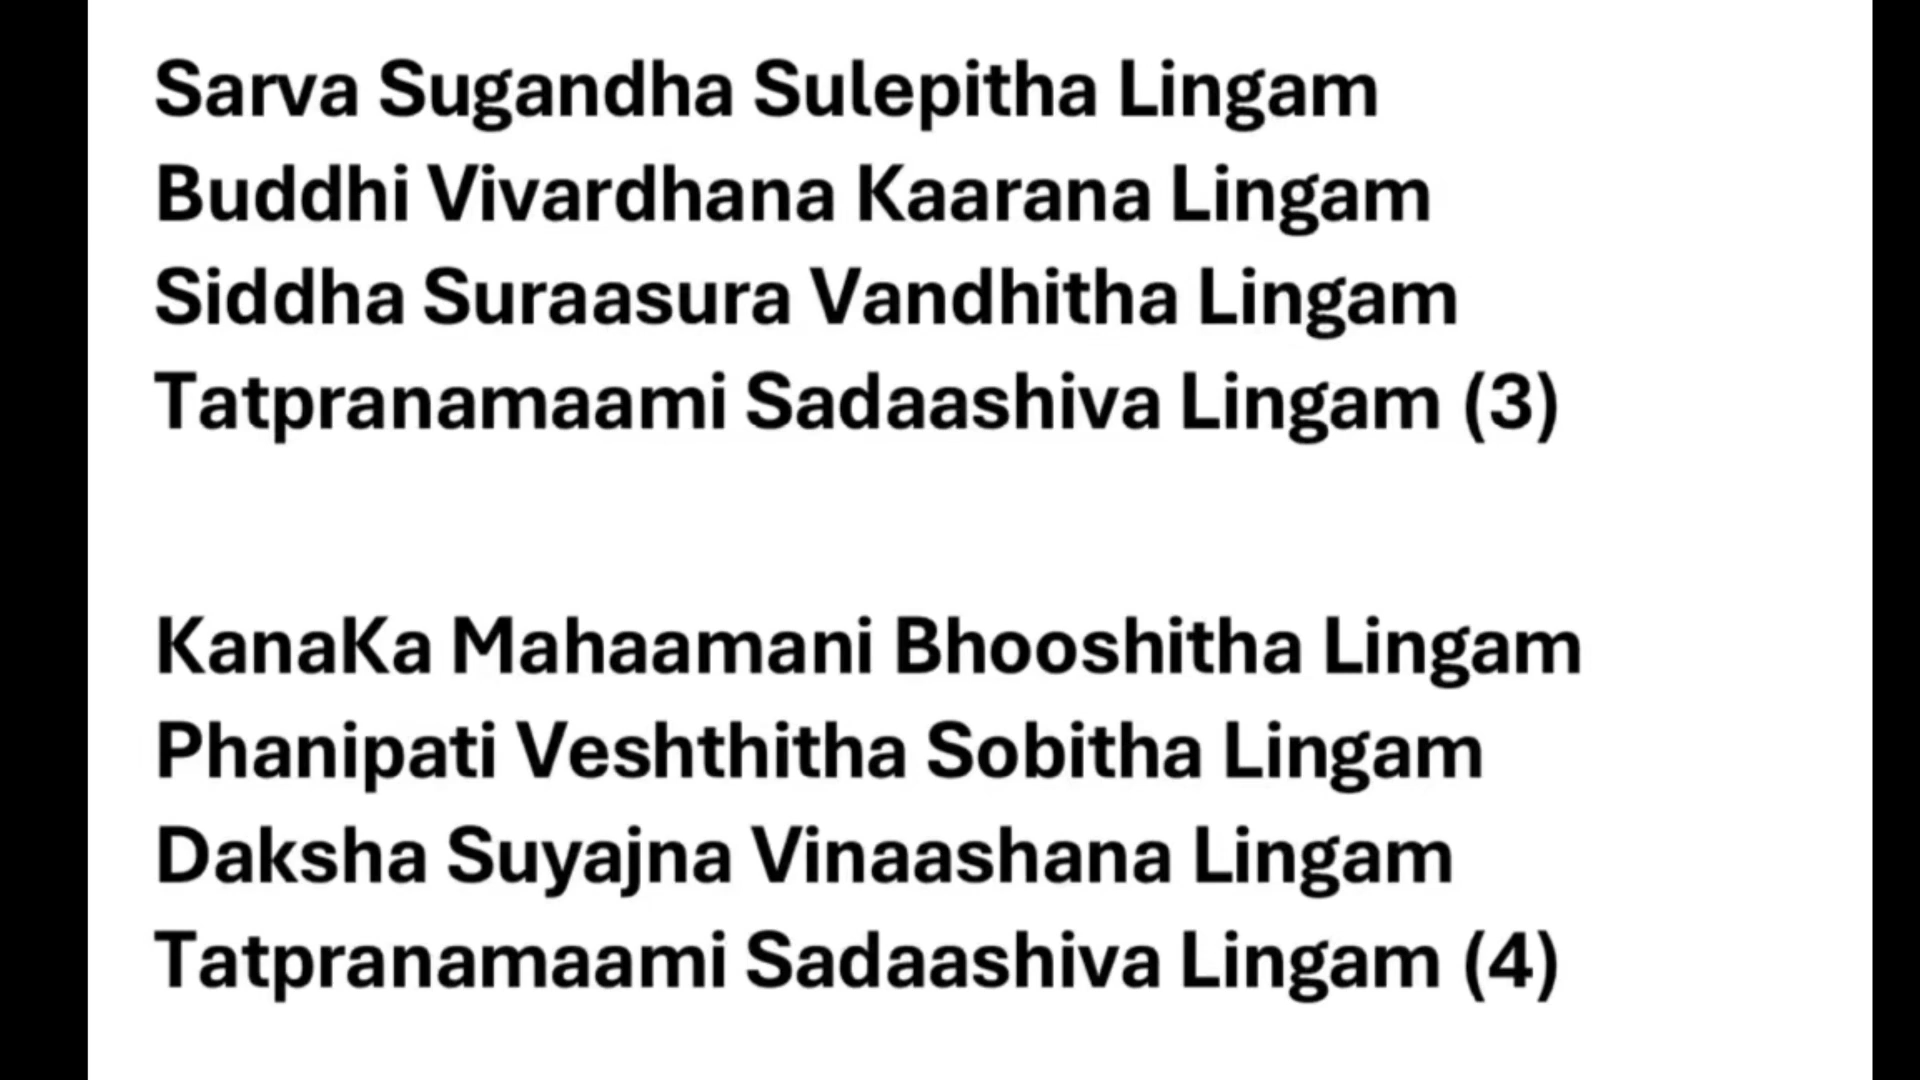 Sarva Sugandha Sulepitha Lingam
Buddhi Vivardhana Kaarana Lingam
Siddha Suraasura Vandhitha Lingam
Tatpranamaami Sadaashiva Lingam (3)
KanaKa Mahaamani Bhooshitha Lingam
Phanipati Veshthitha Sobitha Lingam
Daksha Suyajna Vinaashana Lingam
Tatpranamaami Sadaashiva Lingam (4)